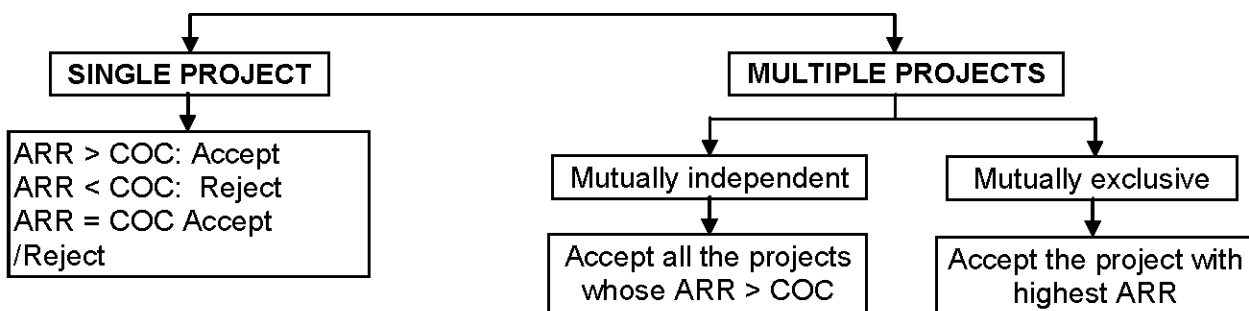 SINGLE PROJECT
MULTIPLE PROJECTS
ARR > COC: Accept
ARR < COC:  Reject
ARR = COC Accept
/Reject
Mutually independent
Mutually exclusive
Accept all the projects
whose ARR > COC
Accept the project with
highest ARR